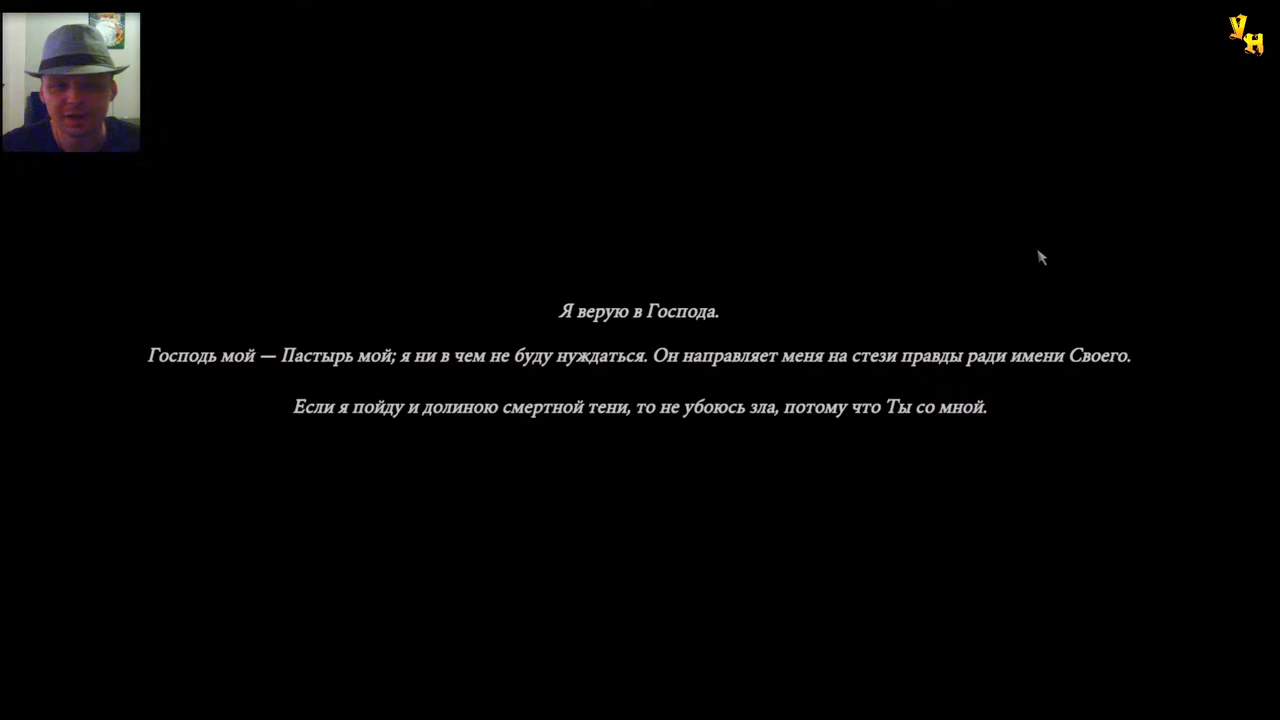 УН
Я верую в Господа.
Господь мой — Пастырь мой; я ни в чем не буду нуждаться. Он направляет меня на стези правды ради имени Своего.
Если я пойду и долиною смертной тени, то не убоюсь зла, потому что Ты со мной.